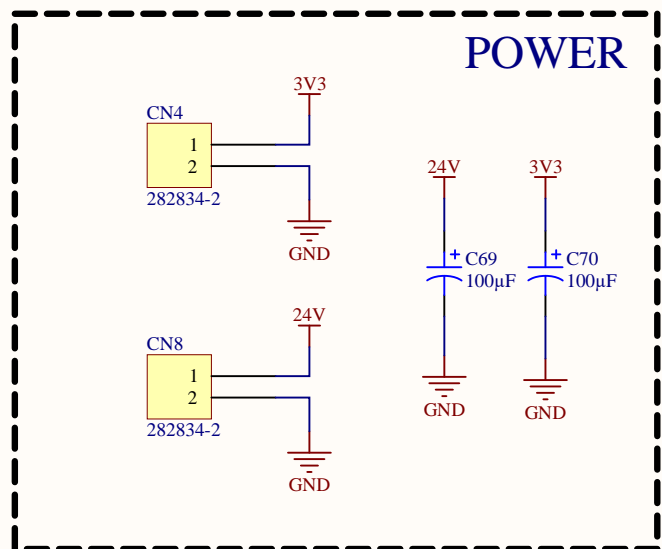 POWER
3V3
CN4
1
2
282834-2
GND
24V
CN8
1
2
282834-2
GND
24V
+ C69
100µF
GND
3V3
+ C70
100µF
GND